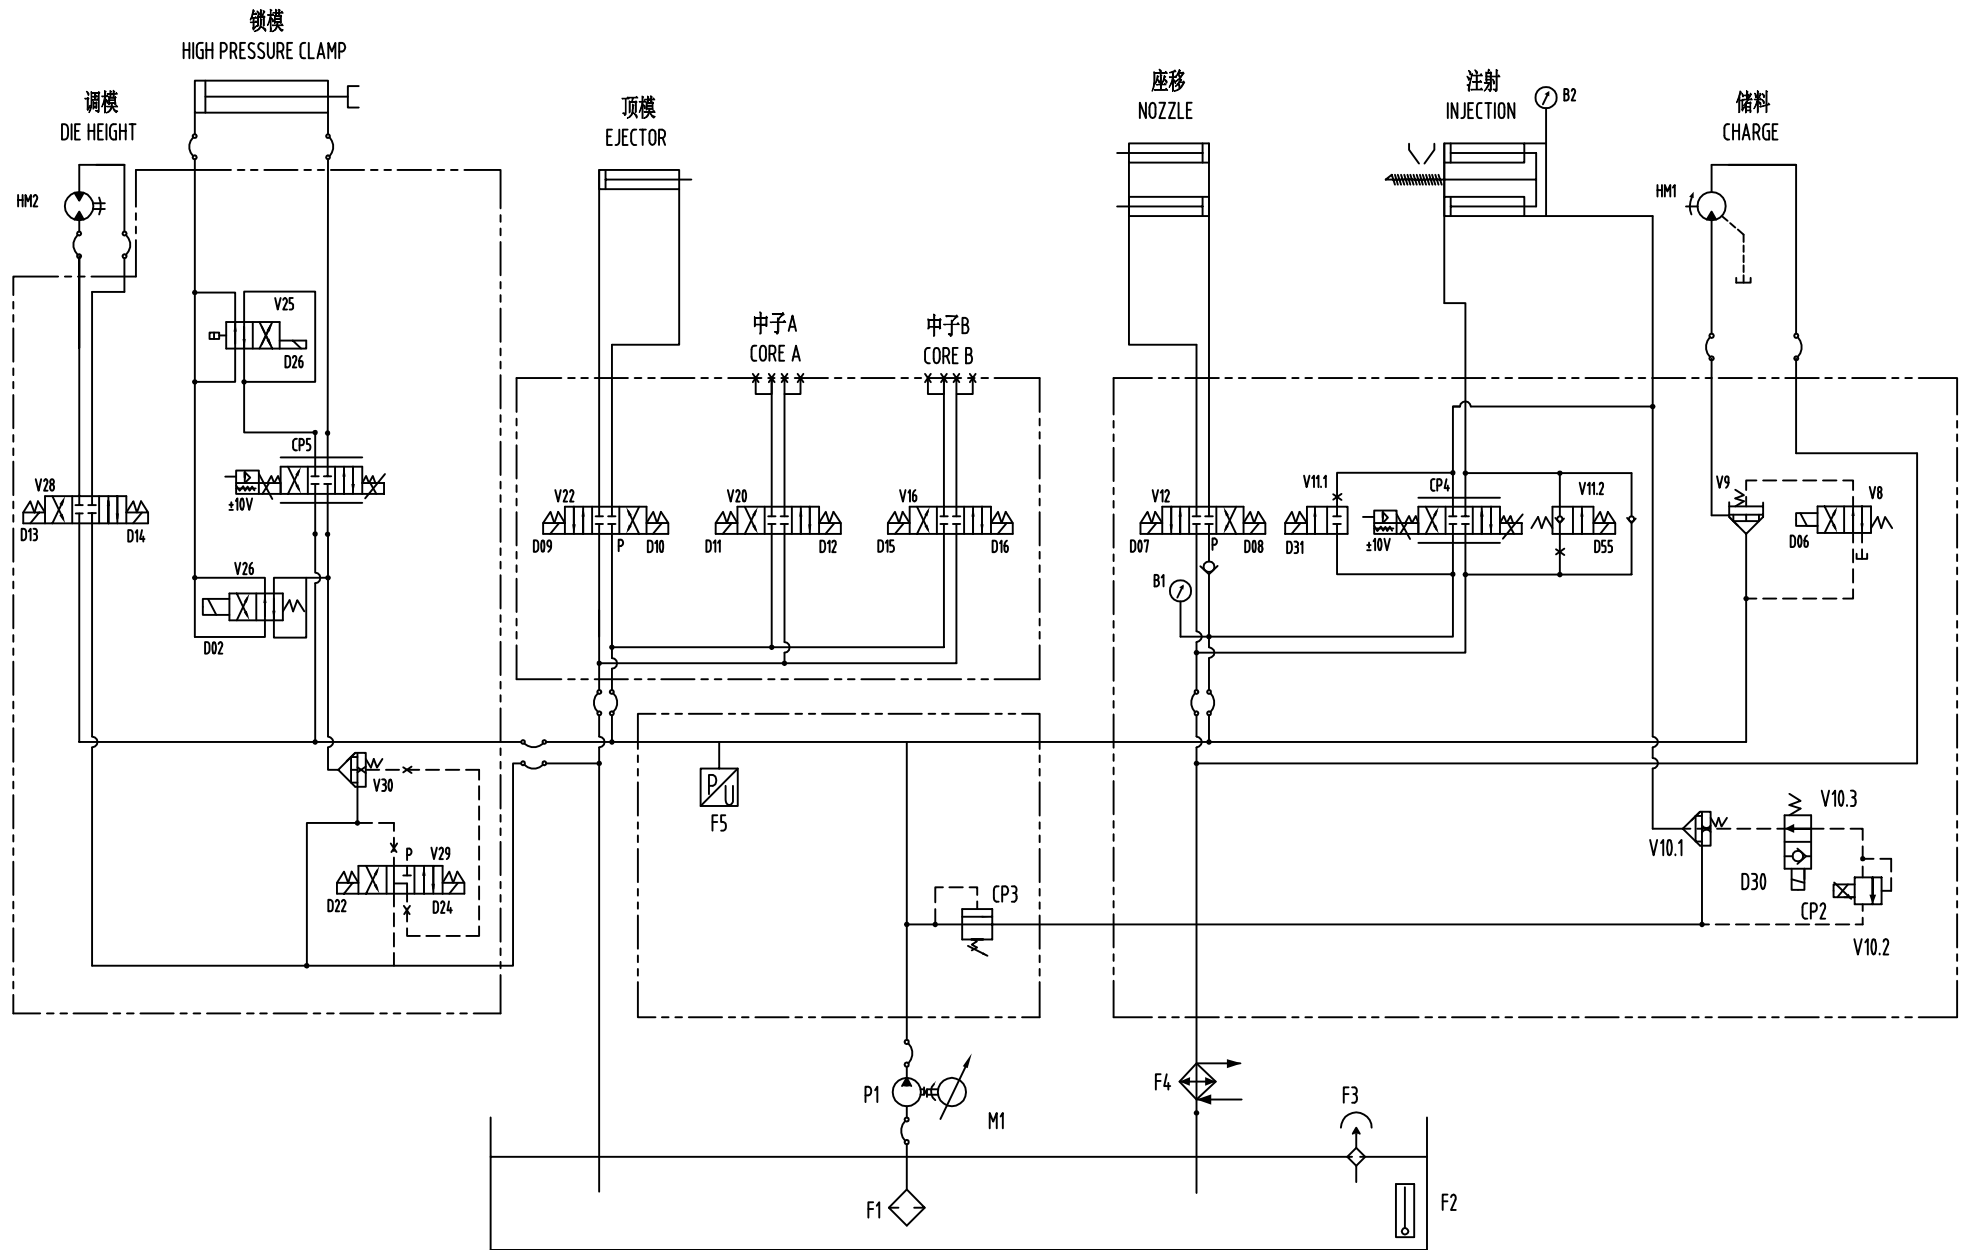 锁模
HIGH PRESSURE CLAMP
调模
DIE HEIGHT
顶模
EJECTOR
座移
NOZZLE
注射
INJECTION
B2
储料
CHARGE
HM2
HM1
V25
D26
中子A
CORE A
中子B
CORE B
CP5
±10V
V28
D13
D14
V22
D09
P
D10
V20
D11
D12
V16
D15
D16
V12
D07
P
D08
V11.1
D31
CP4
±10V
V11.2
D55
V9
V8
D06
V26
D02
B1
V30
P
U
F5
V10.3
V10.1
D30
CP2
V10.2
P
V29
D22
D24
CP3
P1
M1
F4
F3
F1
F2